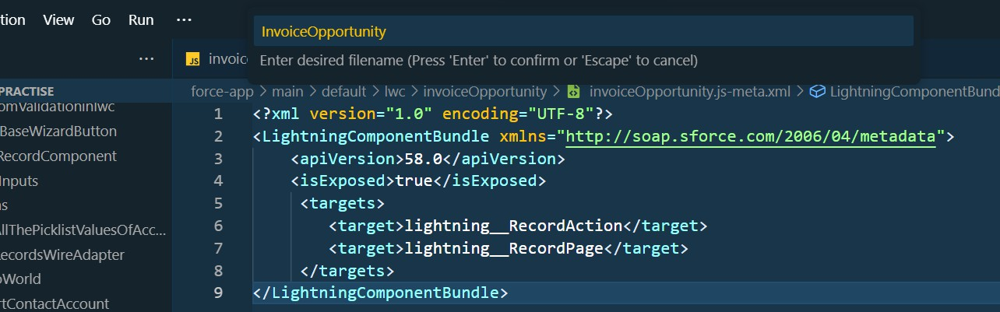 tion View Go Run ...
InvoiceOpportunity
Enter desired filename (Press 'Enter' to confirm or 'Escape' to cancel)
... JS invoic
PRACTISE
force-app > main > default > lwc > invoiceOpportunity > invoiceOpportunity.js-meta.xml > LightningComponentBund
omValidationInlwc
BaseWizardButton
RecordComponent
Inputs
ns
AllThePicklistValuesOfAcc...
RecordsWireAdapter
oWorld
rtContactAccount
1 <?xml version="1.0" encoding="UTF-8"?>
2 <LightningComponentBundle xmlns="http://soap.sforce.com/2006/04/metadata">
3 <apiVersion>58.0</apiVersion>
4 <isExposed>true</isExposed>
5 <targets>
6 <target>lightning__RecordAction</target>
7 <target>lightning__RecordPage</target>
8 </targets>
9 </LightningComponentBundle>